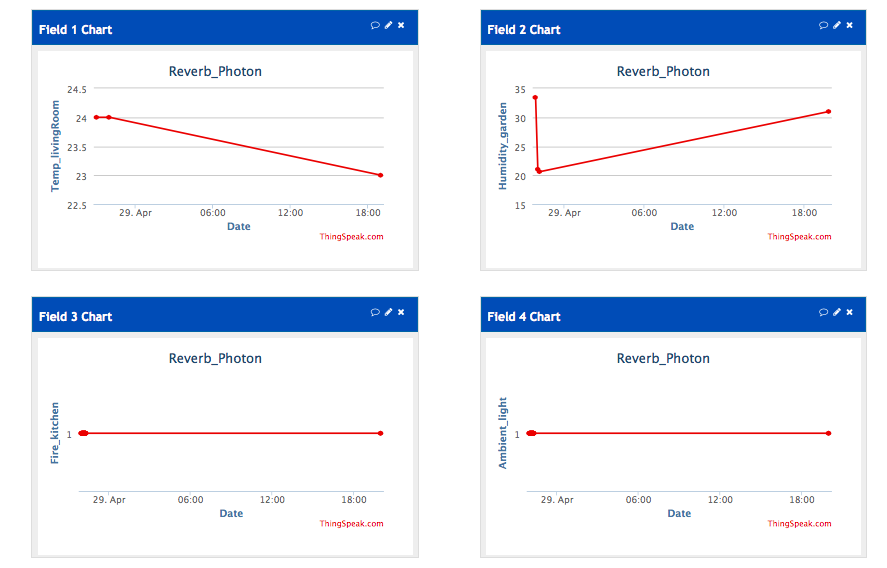 Field 1 Chart
Reverb_Photon
Temp_livingRoom
24.5
24
23.5
23
22.5
29. Apr 06:00 12:00 18:00
Date
ThingSpeak.com
Field 2 Chart
Reverb_Photon
Humidity_garden
35
30
25
20
15
29. Apr 06:00 12:00 18:00
Date
ThingSpeak.com
Field 3 Chart
Reverb_Photon
Fire_kitchen
1
29. Apr 06:00 12:00 18:00
Date
ThingSpeak.com
Field 4 Chart
Reverb_Photon
Ambient_light
1
29. Apr 06:00 12:00 18:00
Date
ThingSpeak.com